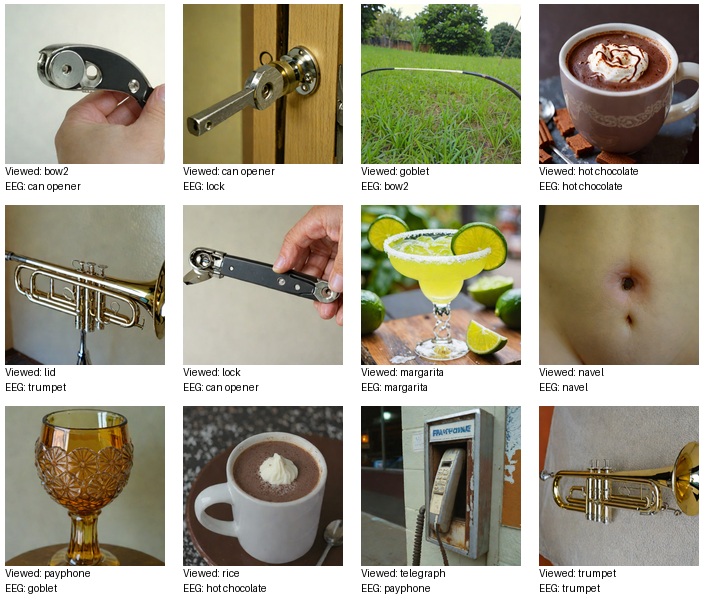 Viewed: bow2
EEG: can opener
Viewed: can opener
EEG: lock
Viewed: goblet
EEG: bow2
Viewed: hot chocolate
EEG: hot chocolate
Viewed: lid
EEG: trumpet
Viewed: lock
EEG: can opener
Viewed: margarita
EEG: margarita
Viewed: navel
EEG: navel
Viewed: payphone
EEG: goblet
Viewed: rice
EEG: hot chocolate
Viewed: telegraph
EEG: payphone
Viewed: trumpet
EEG: trumpet